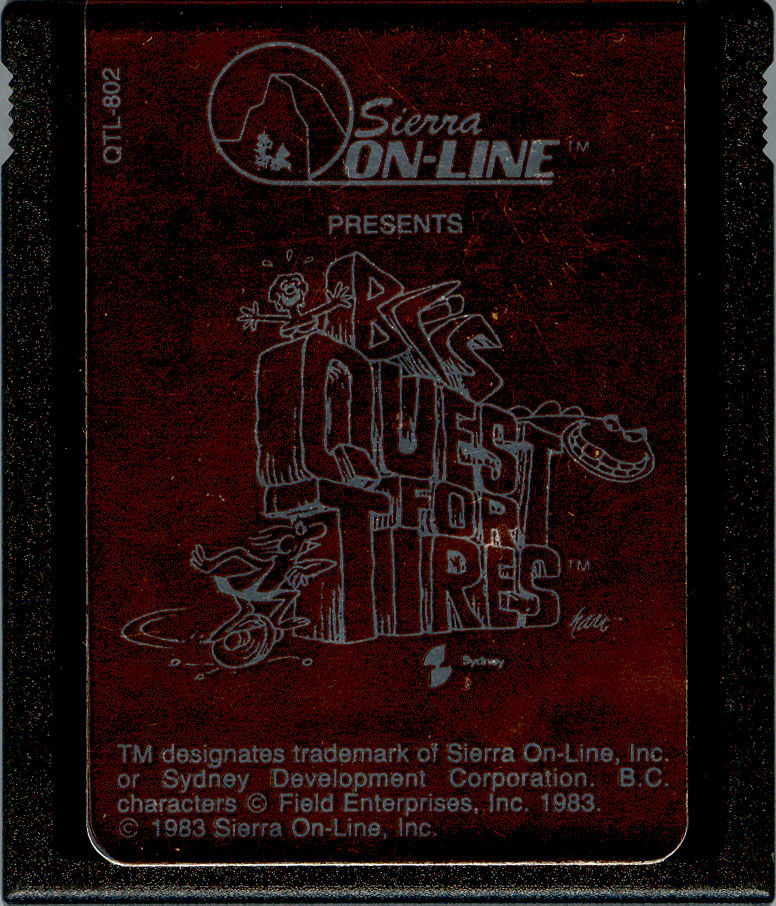 QTL-802
Sierra
ON-LINE™
PRESENTS
B.C.'s
QUEST
FOR
TIRES™
hart
Sydney
TM designates trademark of Sierra On-Line, Inc.
or Sydney Development Corporation. B.C.
characters © Field Enterprises, Inc. 1983.
© 1983 Sierra On-Line, Inc.